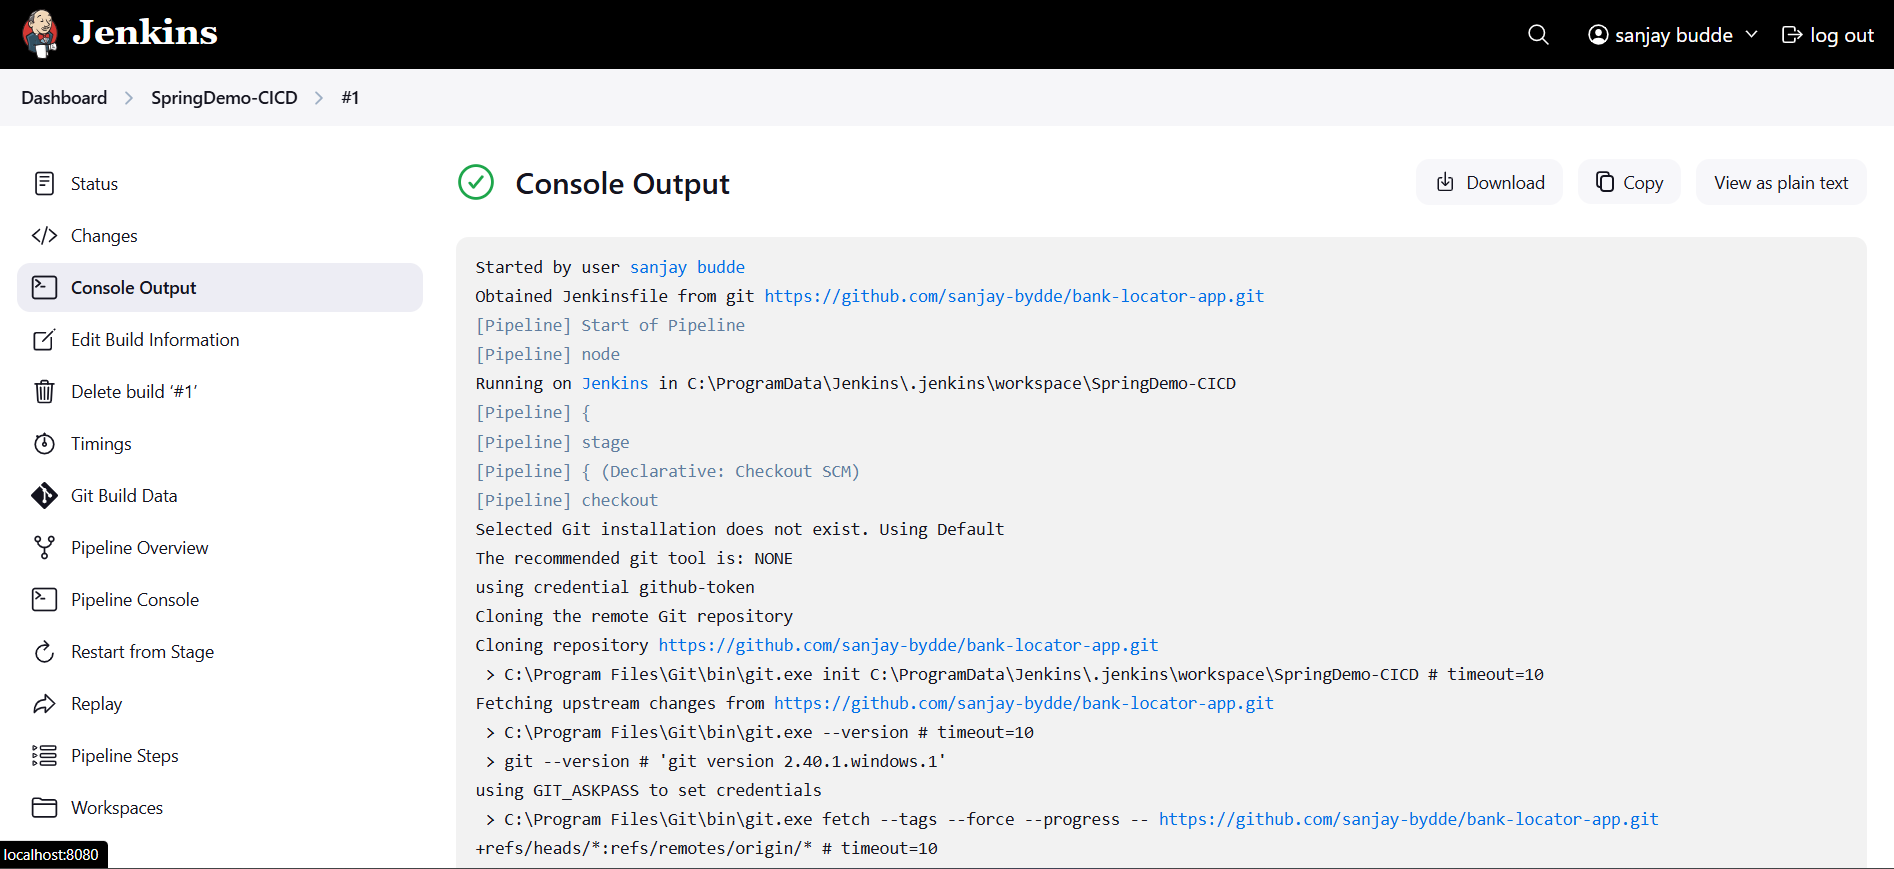 Jenkins
sanjay budde
log out
Dashboard
SpringDemo-CICD
#1
Status
Changes
Console Output
Edit Build Information
Delete build ‘#1’
Timings
Git Build Data
Pipeline Overview
Pipeline Console
Restart from Stage
Replay
Pipeline Steps
Workspaces
localhost:8080
Console Output
Download
Copy
View as plain text
Started by user sanjay budde
Obtained Jenkinsfile from git https://github.com/sanjay-bydde/bank-locator-app.git
[Pipeline] Start of Pipeline
[Pipeline] node
Running on Jenkins in C:\ProgramData\Jenkins\.jenkins\workspace\SpringDemo-CICD
[Pipeline] {
[Pipeline] stage
[Pipeline] { (Declarative: Checkout SCM)
[Pipeline] checkout
Selected Git installation does not exist. Using Default
The recommended git tool is: NONE
using credential github-token
Cloning the remote Git repository
Cloning repository https://github.com/sanjay-bydde/bank-locator-app.git
> C:\Program Files\Git\bin\git.exe init C:\ProgramData\Jenkins\.jenkins\workspace\SpringDemo-CICD # timeout=10
Fetching upstream changes from https://github.com/sanjay-bydde/bank-locator-app.git
> C:\Program Files\Git\bin\git.exe --version # timeout=10
> git --version # 'git version 2.40.1.windows.1'
using GIT_ASKPASS to set credentials
> C:\Program Files\Git\bin\git.exe fetch --tags --force --progress -- https://github.com/sanjay-bydde/bank-locator-app.git
+refs/heads/*:refs/remotes/origin/* # timeout=10